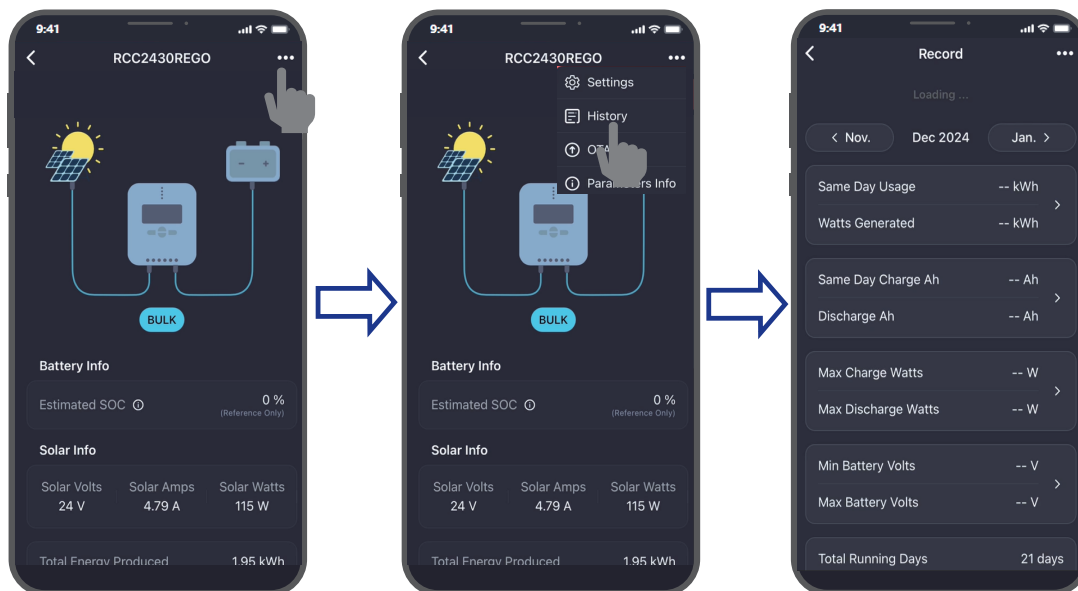 9:41
RCC2430REGO
BULK
Battery Info
Estimated SOC 0 %
(Reference Only)
Solar Info
Solar Volts Solar Amps Solar Watts
24 V 4.79 A 115 W
Total Energy Produced 1.95 kWh
9:41
RCC2430REGO
Settings
History
OTA
Parameters Info
BULK
Battery Info
Estimated SOC 0 %
(Reference Only)
Solar Info
Solar Volts Solar Amps Solar Watts
24 V 4.79 A 115 W
Total Energy Produced 1.95 kWh
9:41
Record
Loading ...
< Nov. Dec 2024 Jan. >
Same Day Usage -- kWh
Watts Generated -- kWh
Same Day Charge Ah -- Ah
Discharge Ah -- Ah
Max Charge Watts -- W
Max Discharge Watts -- W
Min Battery Volts -- V
Max Battery Volts -- V
Total Running Days 21 days